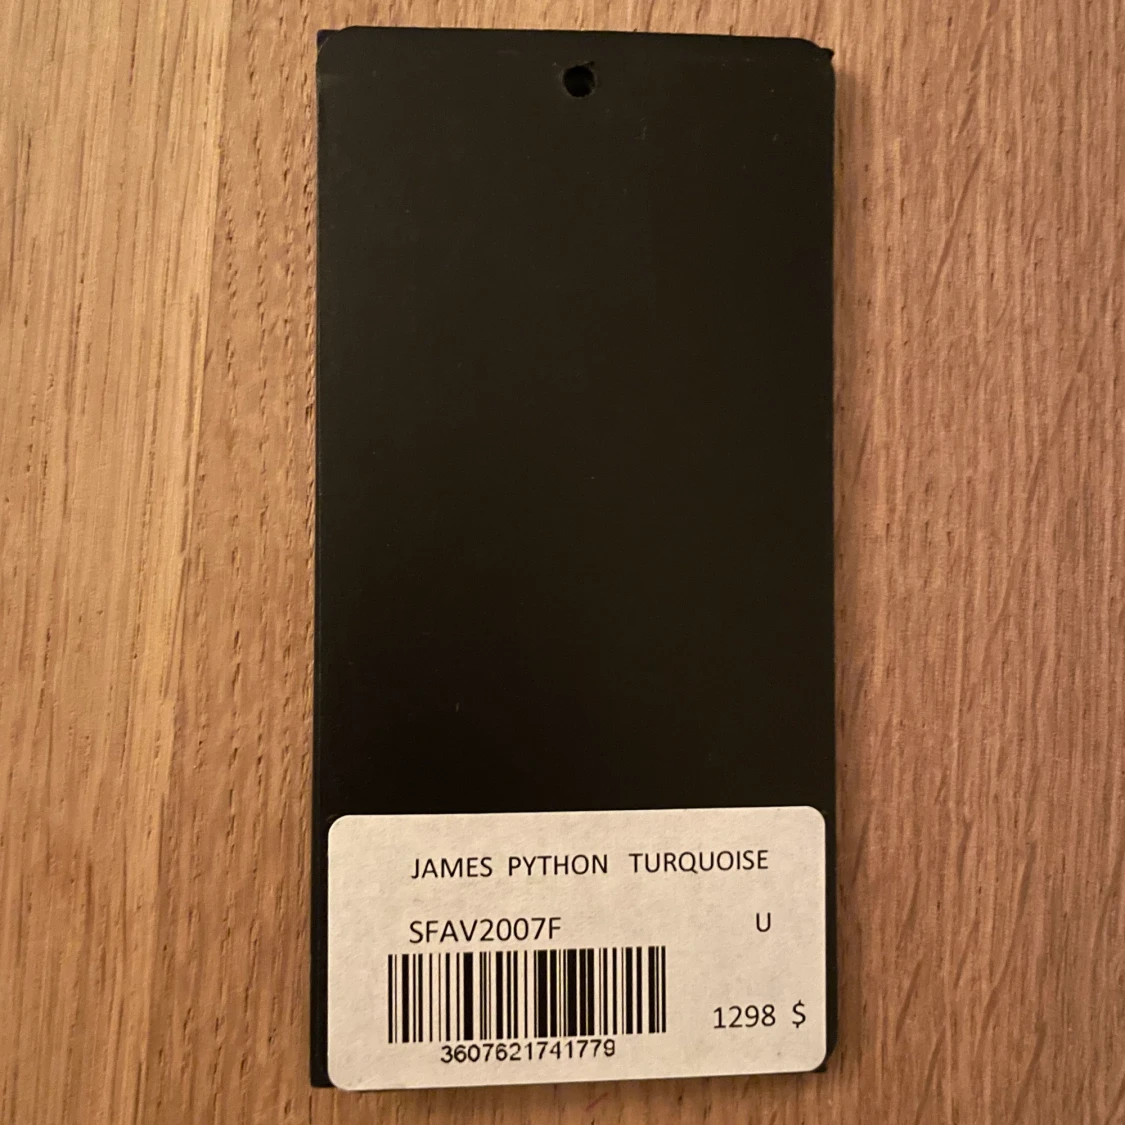 JAMES PYTHON TURQUOISE
SFAV2007F U
1298 $
3607621741779